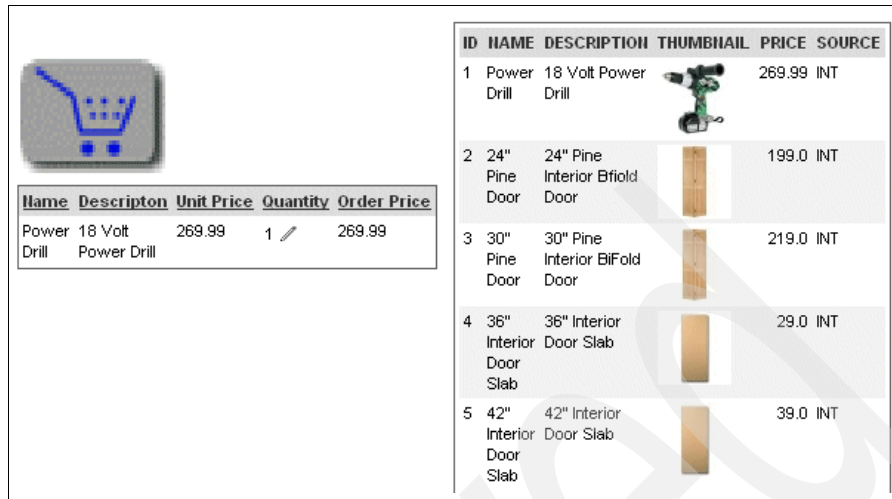 Name Descripton Unit Price Quantity Order Price
Power 18 Volt 269.99 1 269.99
Drill Power Drill
ID NAME DESCRIPTION THUMBNAIL PRICE SOURCE
1 Power 18 Volt Power 269.99 INT
Drill Drill
2 24" 24" Pine 199.0 INT
Pine Interior Bfiold
Door Door
3 30" 30" Pine 219.0 INT
Pine Interior BiFold
Door Door
4 36" 36" Interior 29.0 INT
Interior Door Slab
Door
Slab
5 42" 42" Interior 39.0 INT
Interior Door Slab
Door
Slab